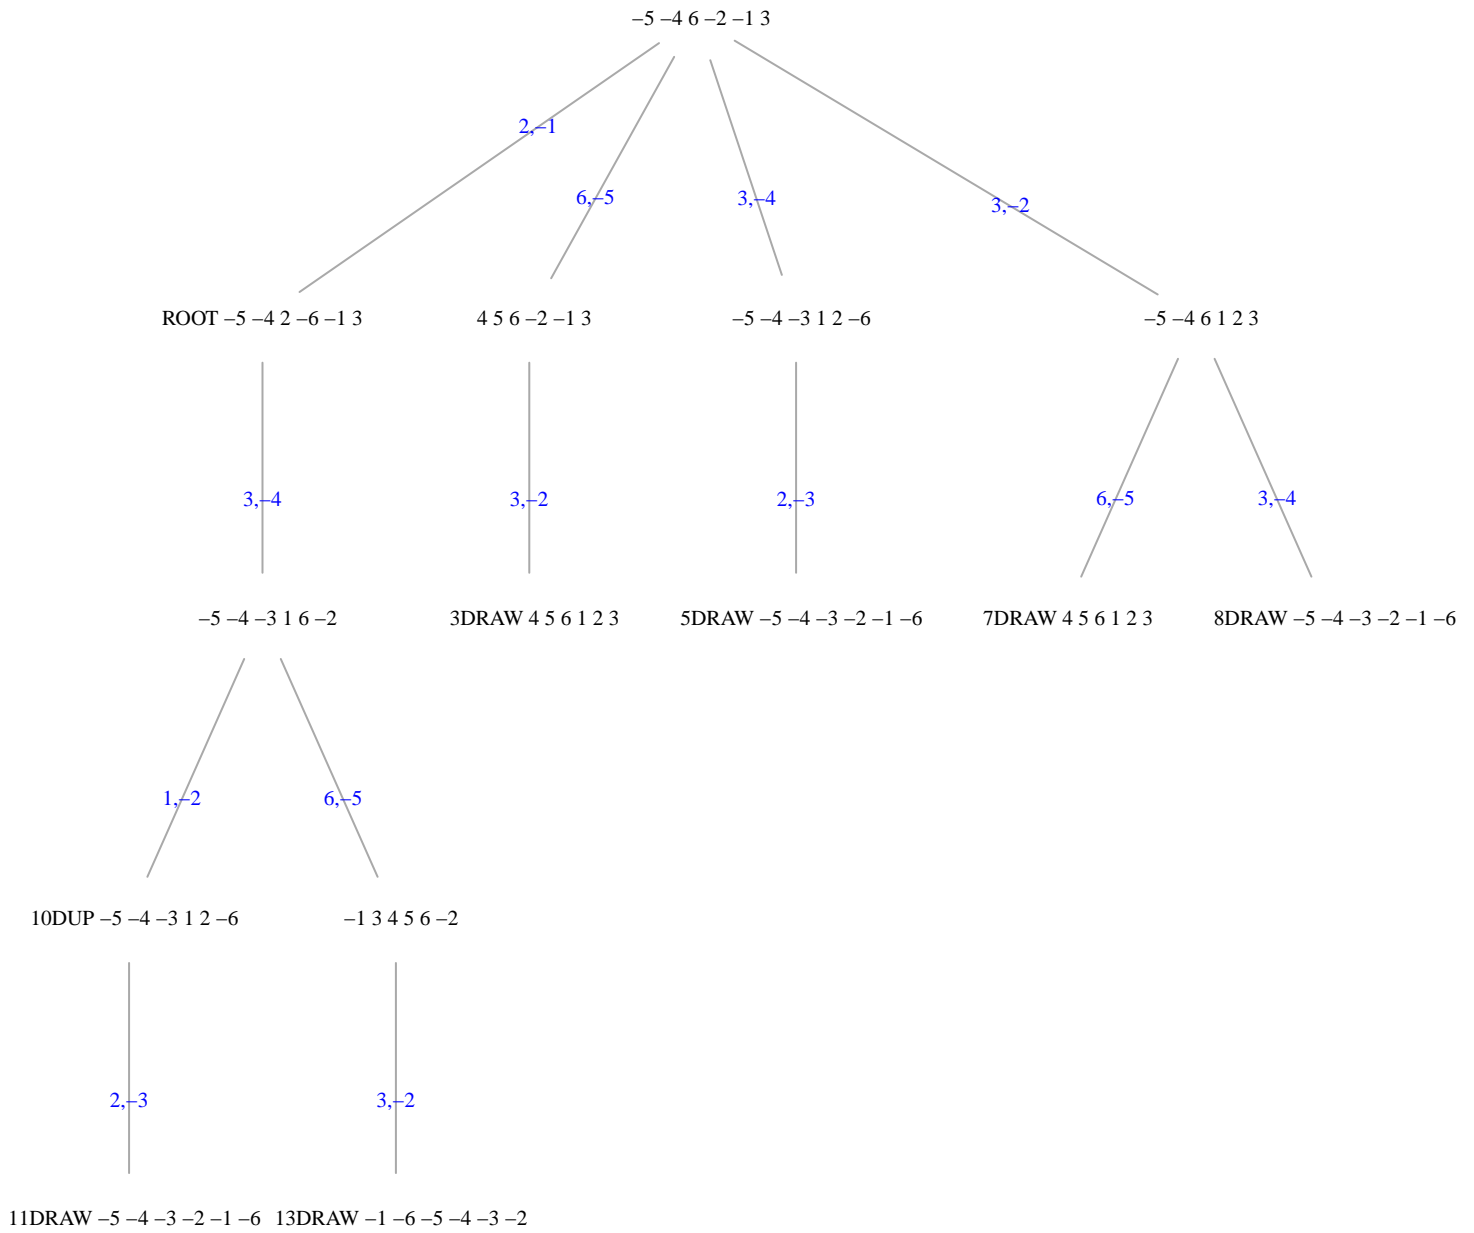 –5 –4 6 –2 –1 3
2,–1
6,–5
3,–4
3,–2
ROOT –5 –4 2 –6 –1 3
4 5 6 –2 –1 3
–5 –4 –3 1 2 –6
–5 –4 6 1 2 3
3,–4
3,–2
2,–3
6,–5
3,–4
–5 –4 –3 1 6 –2
3DRAW 4 5 6 1 2 3
5DRAW –5 –4 –3 –2 –1 –6
7DRAW 4 5 6 1 2 3
8DRAW –5 –4 –3 –2 –1 –6
1,–2
6,–5
10DUP –5 –4 –3 1 2 –6
–1 3 4 5 6 –2
2,–3
3,–2
11DRAW –5 –4 –3 –2 –1 –6
13DRAW –1 –6 –5 –4 –3 –2